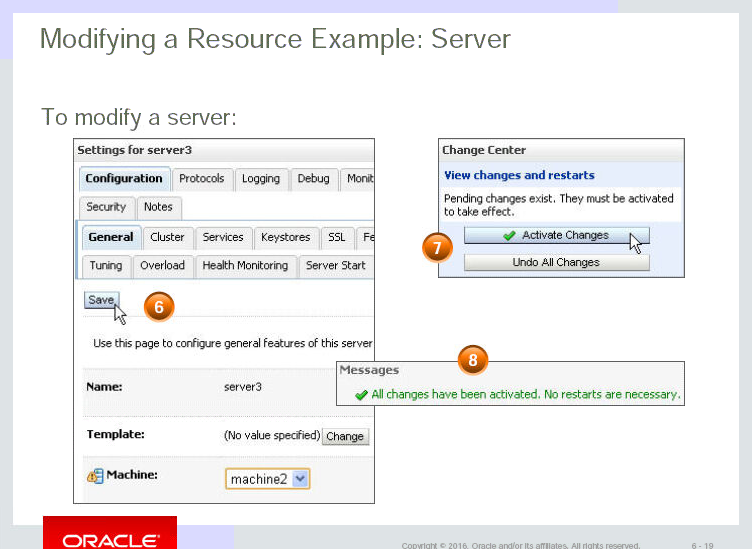 Modifying a Resource Example: Server
To modify a server:
Settings for server3
Configuration Protocols Logging Debug
Security Notes
General Cluster Services Keystores SSL
Tuning Overload Health Monitoring Server Start
Save
6
Use this page to configure general features of this server
Name: server3
Template: (No value specified) Change
Machine: machine2
Change Center
View changes and restarts
Pending changes exist. They must be activated
to take effect.
Activate Changes
7
Undo All Changes
8
Messages
All changes have been activated. No restarts are necessary.
ORACLE
Copyright © 2016, Oracle and/or its affiliates. All rights reserved.
6 - 19